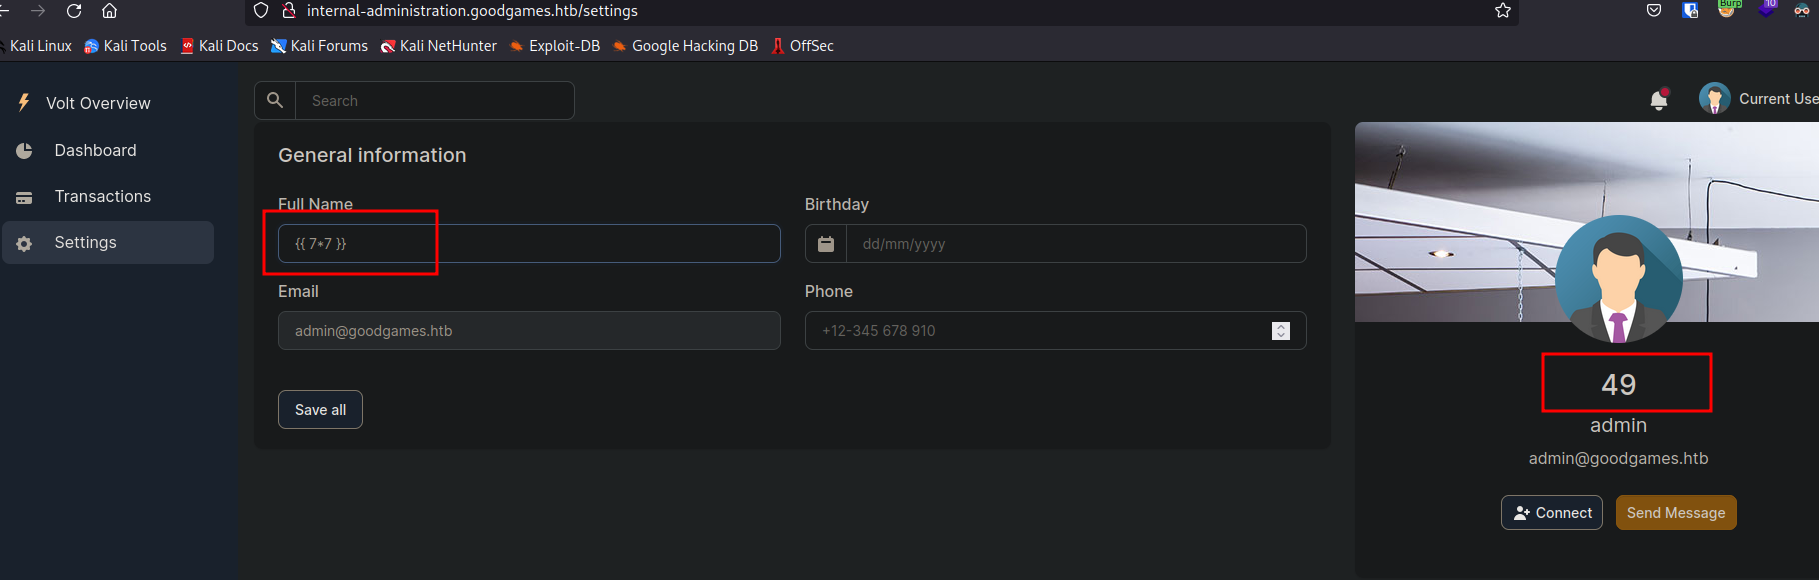 internal-administration.goodgames.htb/settings
Burp
10
Kali Linux Kali Tools Kali Docs Kali Forums Kali NetHunter Exploit-DB Google Hacking DB OffSec
Volt Overview
Dashboard
Transactions
Settings
Search
Current Use
General information
Full Name
{{ 7*7 }}
Birthday
dd/mm/yyyy
Email
admin@goodgames.htb
Phone
+12-345 678 910
Save all
49
admin
admin@goodgames.htb
Connect
Send Message